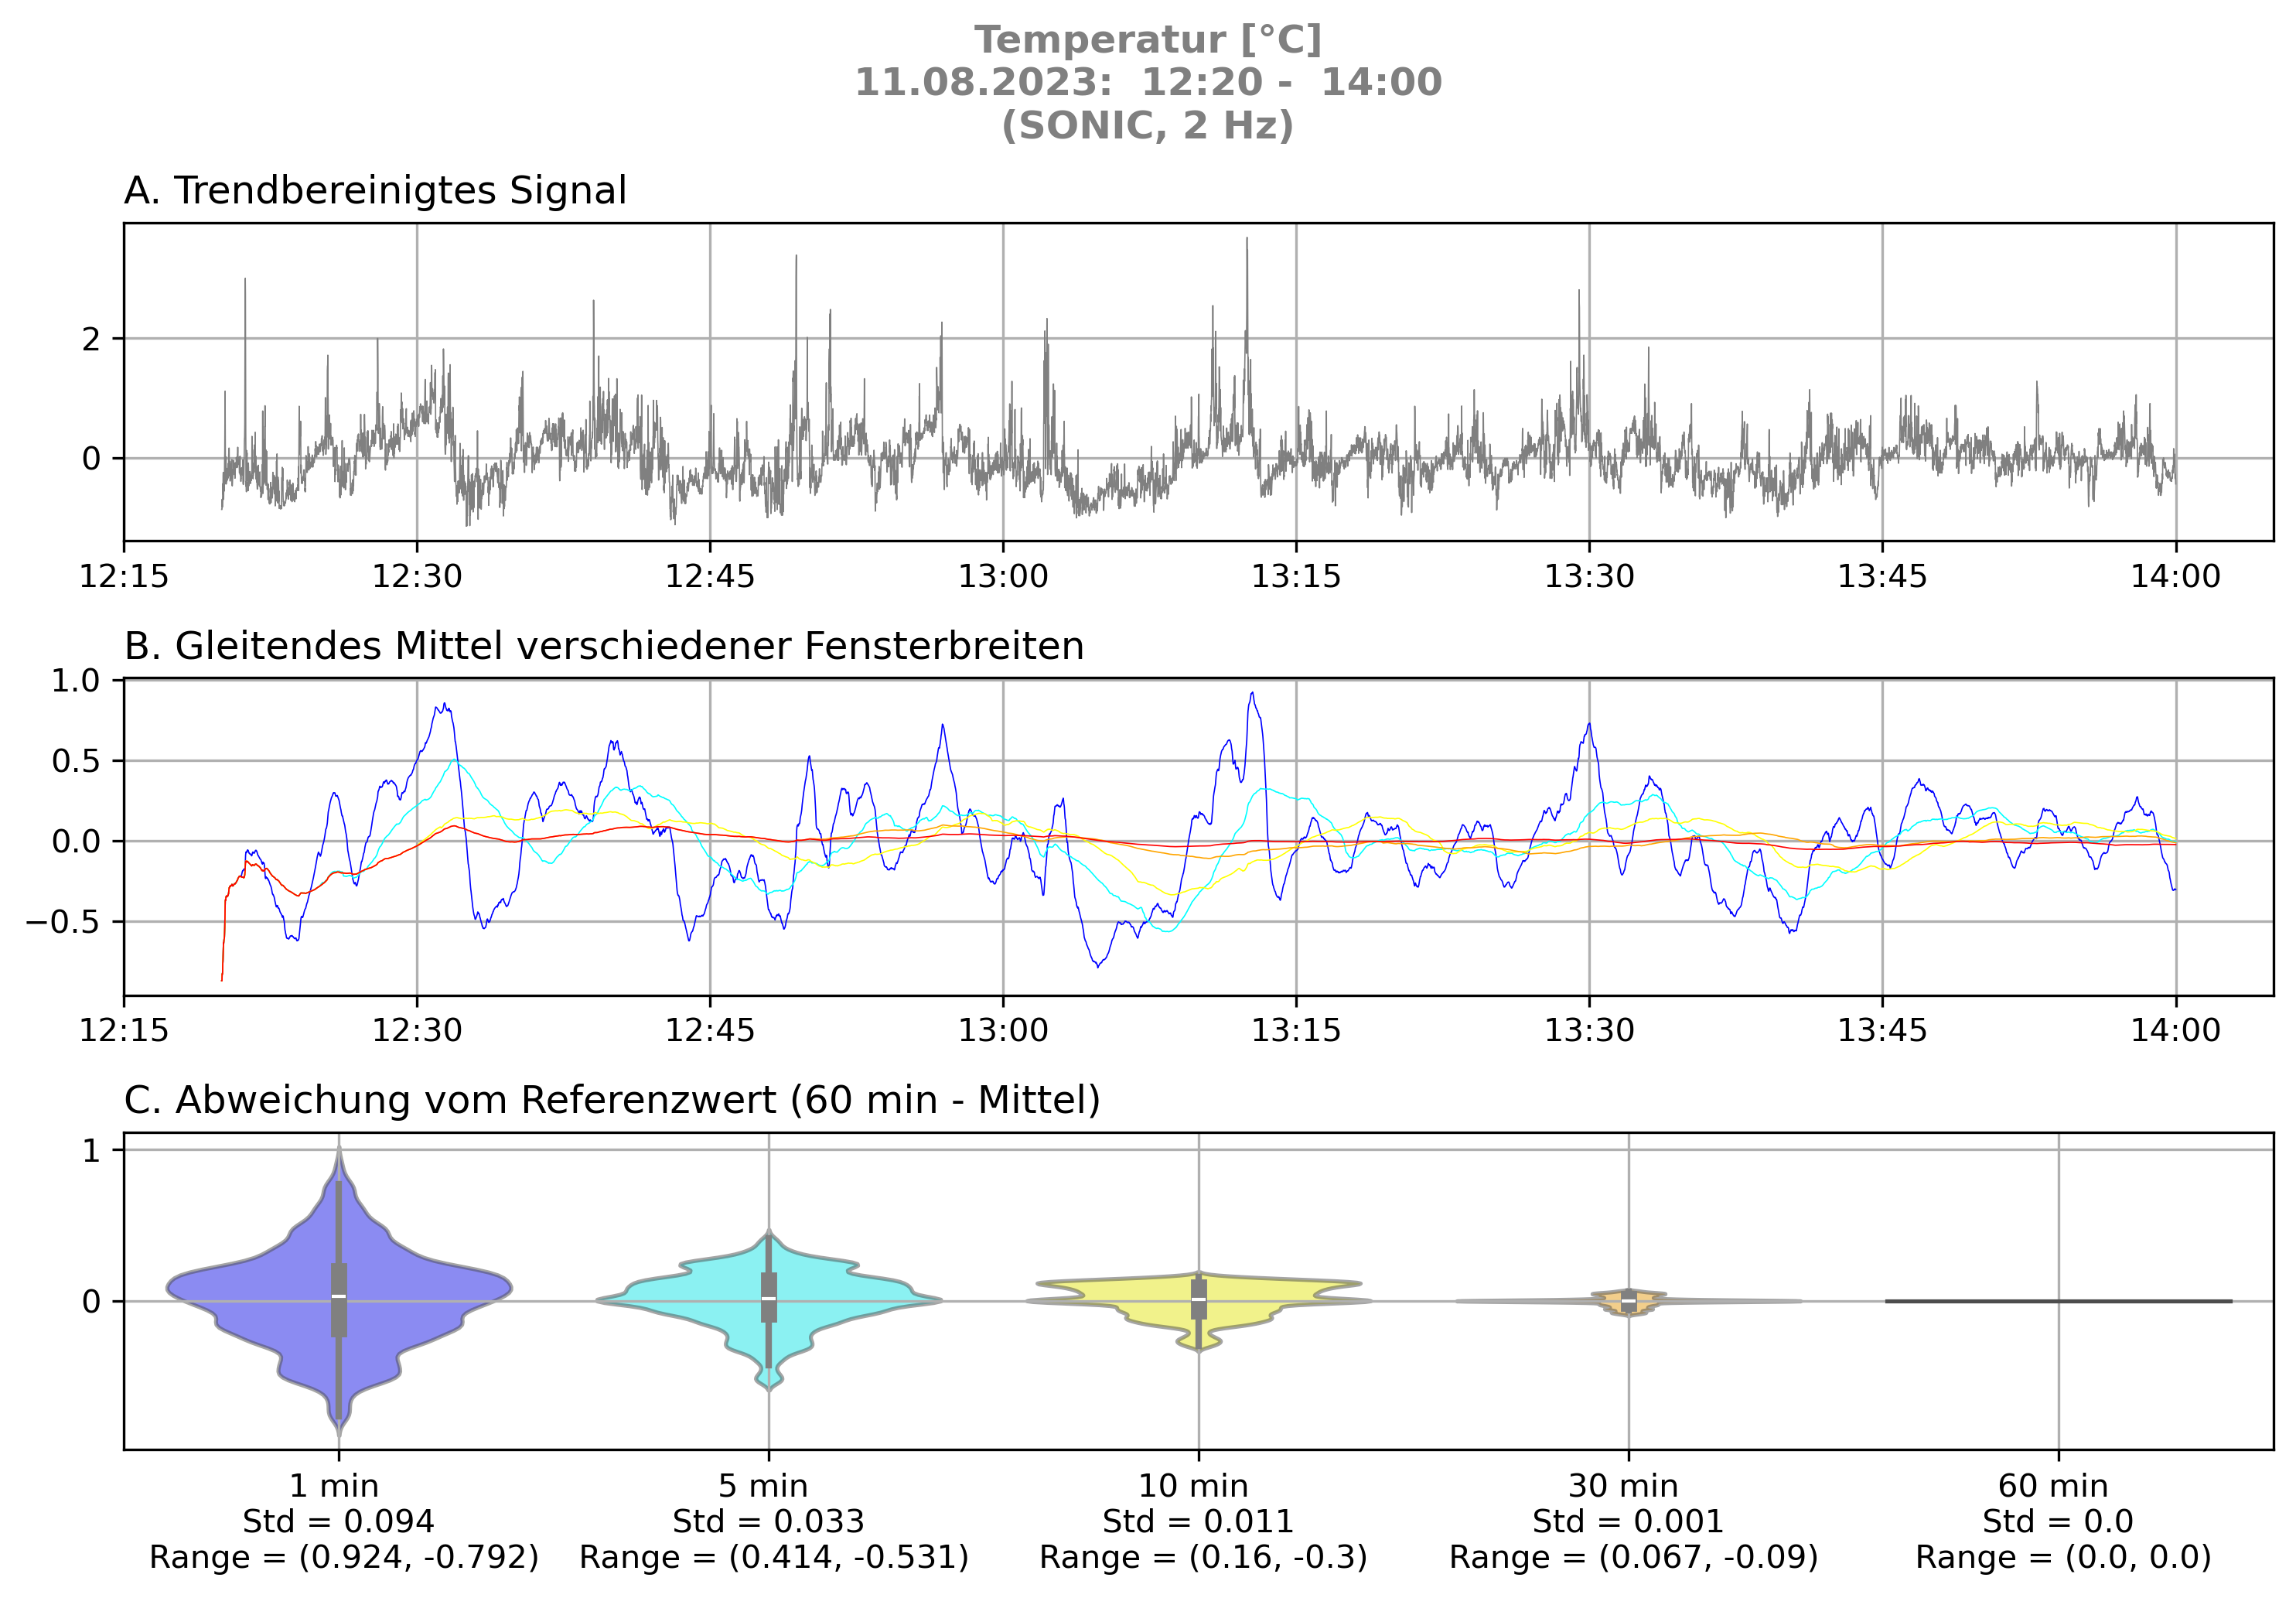 Temperatur [°C]
11.08.2023:  12:20 -  14:00
(SONIC, 2 Hz)
A. Trendbereinigtes Signal
2
0
12:15 12:30 12:45 13:00 13:15 13:30 13:45 14:00
B. Gleitendes Mittel verschiedener Fensterbreiten
1.0
0.5
0.0
−0.5
12:15 12:30 12:45 13:00 13:15 13:30 13:45 14:00
C. Abweichung vom Referenzwert (60 min - Mittel)
1
0
1 min 5 min 10 min 30 min 60 min
Std = 0.094 Std = 0.033 Std = 0.011 Std = 0.001 Std = 0.0
Range = (0.924, -0.792) Range = (0.414, -0.531) Range = (0.16, -0.3) Range = (0.067, -0.09) Range = (0.0, 0.0)